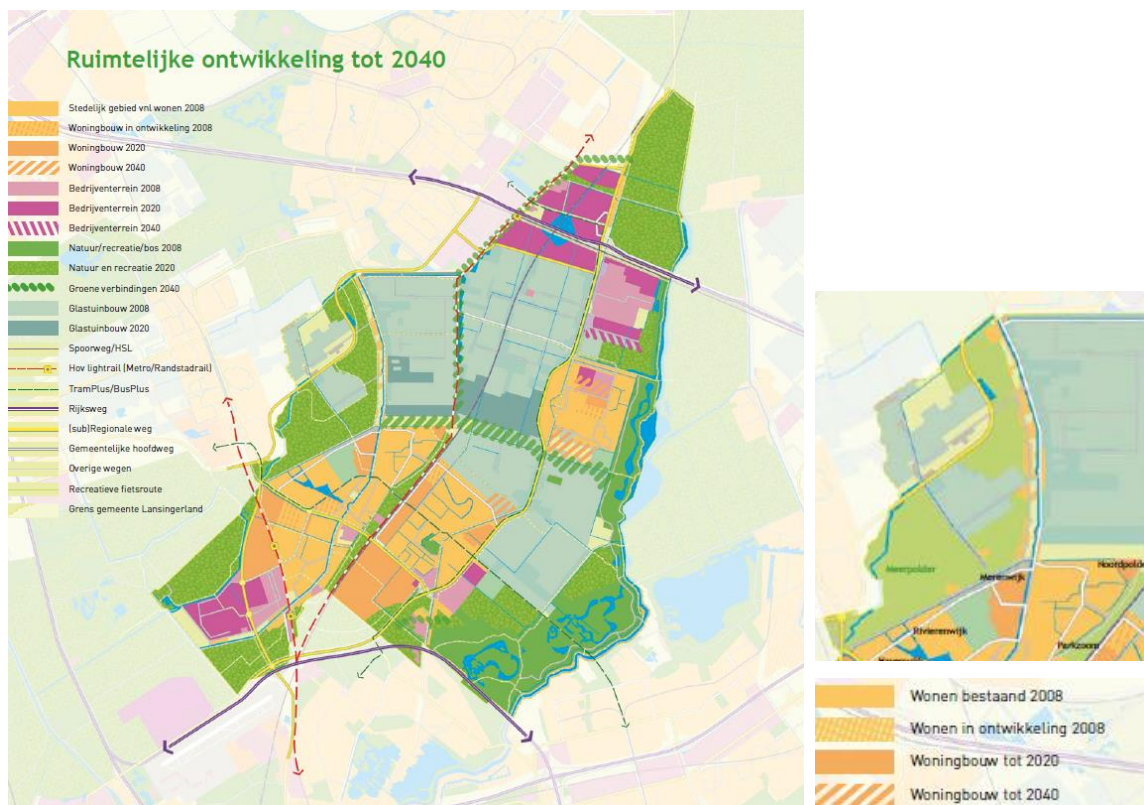 Ruimtelijke ontwikkeling tot 2040
Stedelijk gebied vnl wonen 2008
Woningbouw in ontwikkeling 2008
Woningbouw 2020
Woningbouw 2040
Bedrijventerrein 2008
Bedrijventerrein 2020
Bedrijventerrein 2040
Natuur/recreatie/bos 2008
Natuur en recreatie 2020
Groene verbindingen 2040
Glastuinbouw 2008
Glastuinbouw 2020
Spoorweg/HSL
Hov lightrail (Metro/Randstadrail)
TramPlus/BusPlus
Rijksweg
(sub)Regionale weg
Gemeentelijke hoofdweg
Overige wegen
Recreatieve fietsroute
Grens gemeente Lansingerland
Meerpolder
Merenwijk
Noordpolde
Rivierenwijk
Parkzoom
Wonen bestaand 2008
Wonen in ontwikkeling 2008
Woningbouw tot 2020
Woningbouw tot 2040